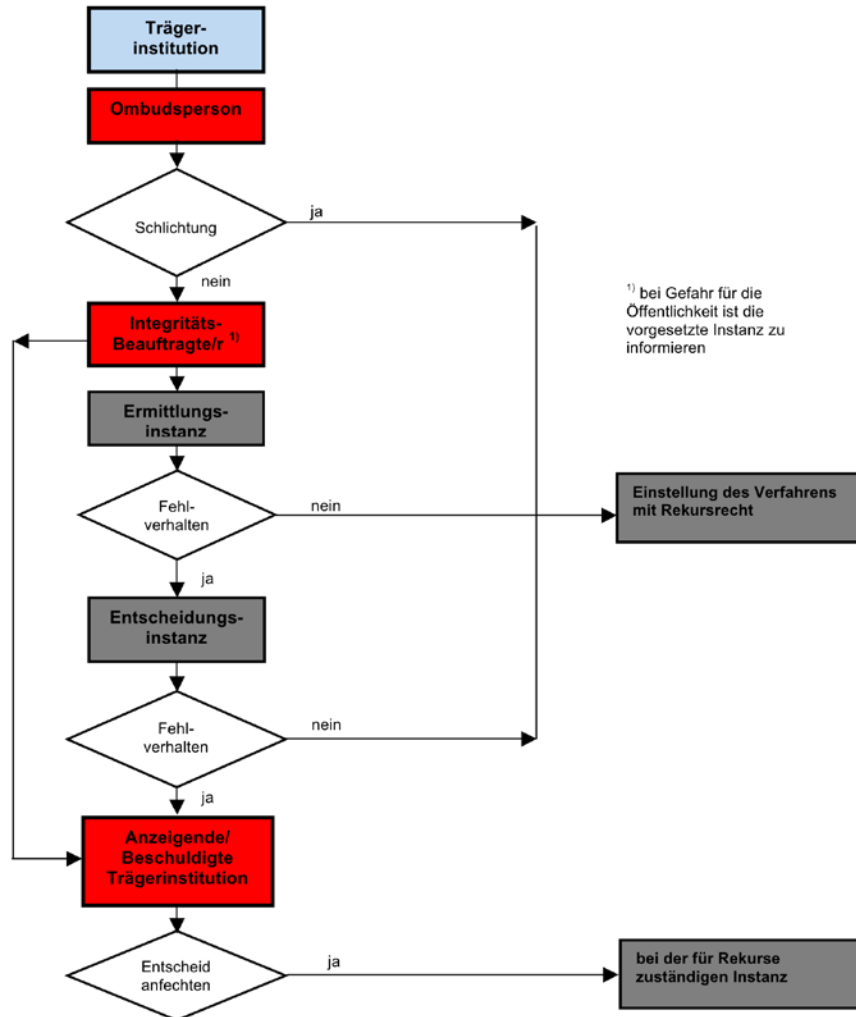 Träger-
institution
Ombudsperson
Schlichtung
ja
nein
1) bei Gefahr für die
Öffentlichkeit ist die
vorgesetzte Instanz zu
informieren
Integritäts-
Beauftragte/r 1)
Ermittlungs-
instanz
Fehl-
verhalten
nein
Einstellung des Verfahrens
mit Rekursrecht
ja
Entscheidungs-
instanz
Fehl-
verhalten
nein
ja
Anzeigende/
Beschuldigte
Trägerinstitution
Entscheid
anfechten
ja
bei der für Rekurse
zuständigen Instanz